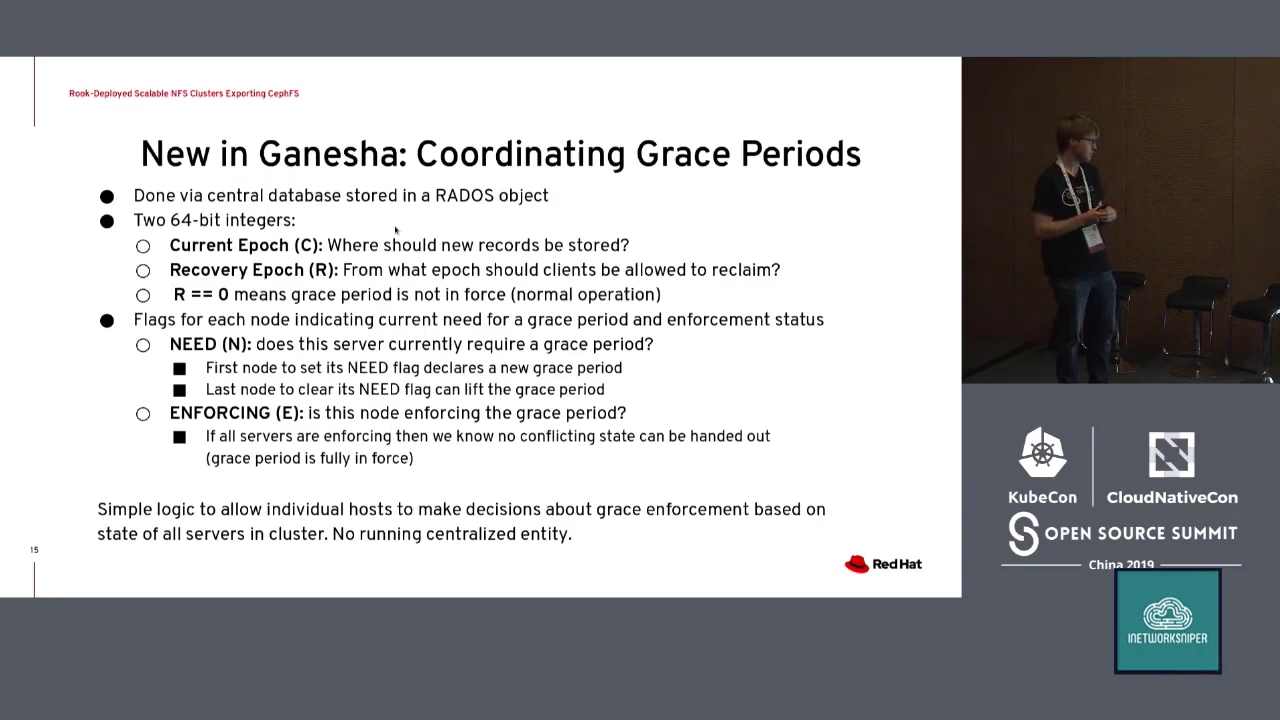 Rook-Deployed Scalable NFS Clusters Exporting CephFS
New in Ganesha: Coordinating Grace Periods
● Done via central database stored in a RADOS object
● Two 64-bit integers:
○ Current Epoch (C): Where should new records be stored?
○ Recovery Epoch (R): From what epoch should clients be allowed to reclaim?
○ R == 0 means grace period is not in force (normal operation)
● Flags for each node indicating current need for a grace period and enforcement status
○ NEED (N): does this server currently require a grace period?
■ First node to set its NEED flag declares a new grace period
■ Last node to clear its NEED flag can lift the grace period
○ ENFORCING (E): is this node enforcing the grace period?
■ If all servers are enforcing then we know no conflicting state can be handed out
(grace period is fully in force)
Simple logic to allow individual hosts to make decisions about grace enforcement based on
state of all servers in cluster. No running centralized entity.
15
Red Hat
KubeCon
CloudNativeCon
OPEN SOURCE SUMMIT
China 2019
INETWORKSNIPER